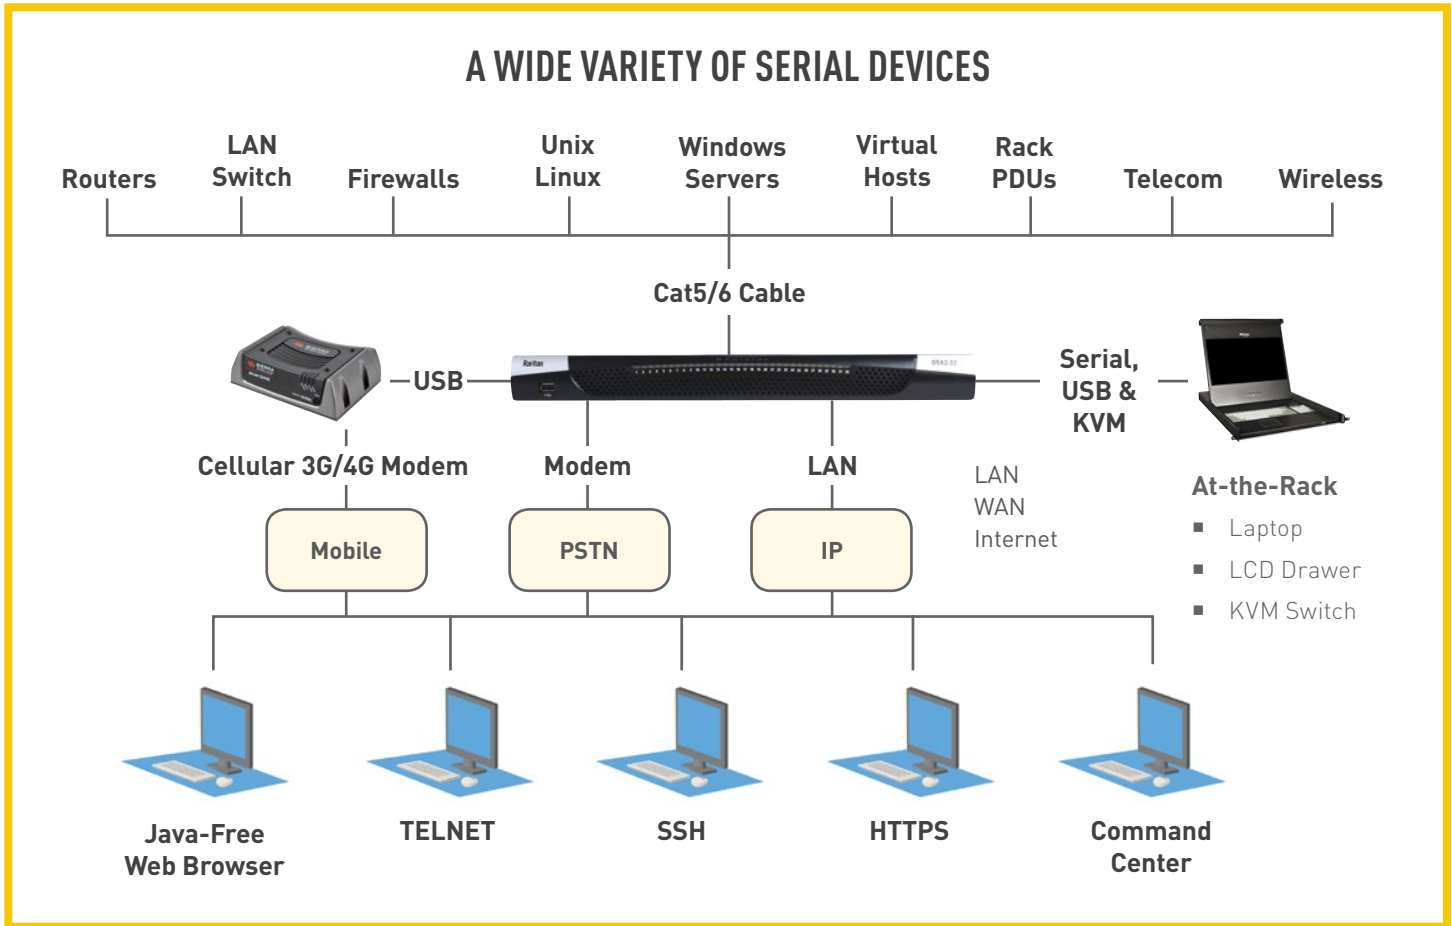 A WIDE VARIETY OF SERIAL DEVICES
Routers
LAN
Switch
Firewalls
Unix
Linux
Windows
Servers
Virtual
Hosts
Rack
PDUs
Telecom
Wireless
Cat5/6 Cable
USB
Raritan
DSX2
Serial,
USB &
KVM
Cellular 3G/4G Modem
Modem
LAN
LAN
WAN
Internet
At-the-Rack
■ Laptop
■ LCD Drawer
■ KVM Switch
Mobile
PSTN
IP
Java-Free
Web Browser
TELNET
SSH
HTTPS
Command
Center